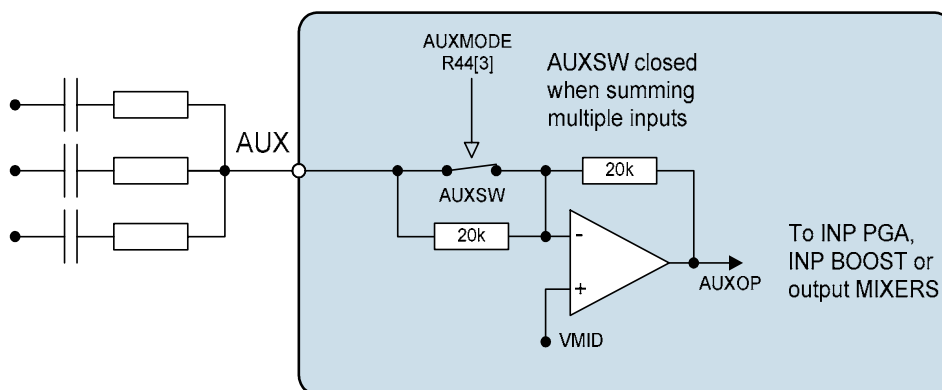 AUXMODE
R44[3]
AUXSW closed
when summing
multiple inputs
AUX
AUXSW
20k
20k
-
+
VMID
AUXOP
To INP PGA,
INP BOOST or
output MIXERS